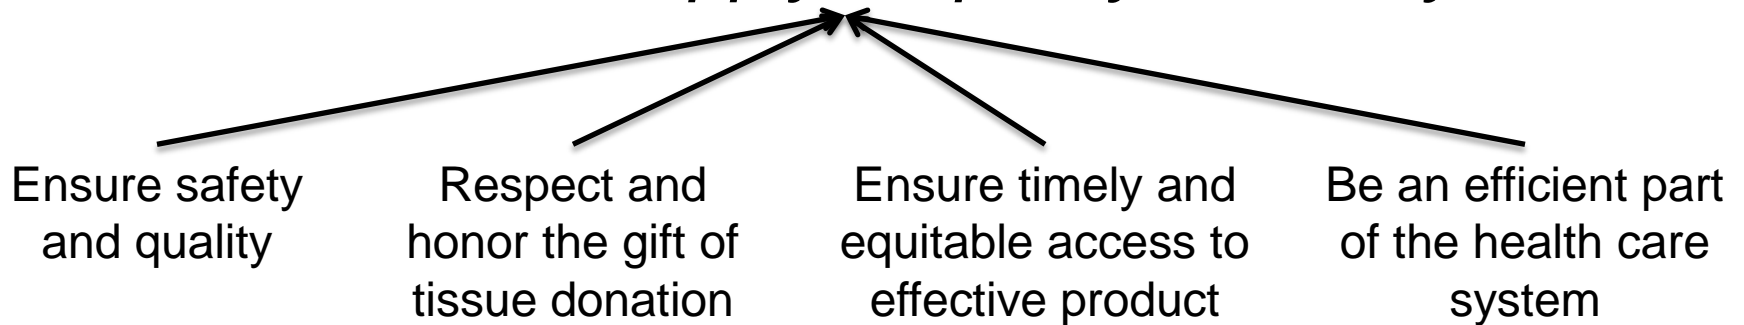 Ensure safety
and quality
Respect and
honor the gift of
tissue donation
Ensure timely and
equitable access to
effective product
Be an efficient part
of the health care
system